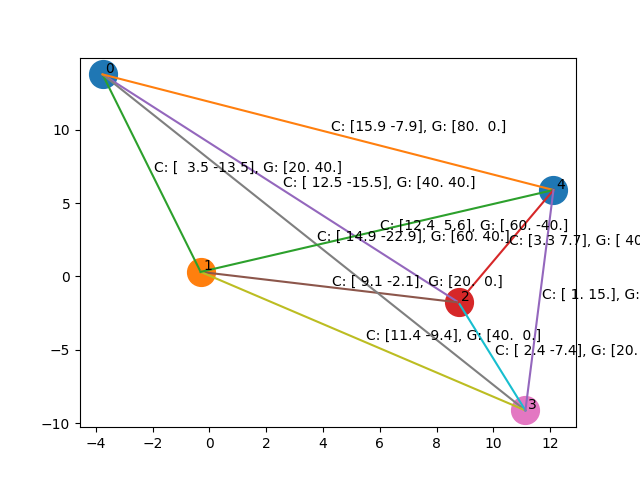 0
10
C: [15.9 -7.9], G: [80.  0.]
C: [  3.5 -13.5], G: [20. 40.]
C: [ 12.5 -15.5], G: [40. 40.]
4
5
C: [12.4  5.6], G: [ 60. -40.]
C: [ 14.9 -22.9], G: [60. 40.]
C: [3.3 7.7], G: [ 40
1
0
C: [ 9.1 -2.1], G: [20.  0.]
C: [ 1. 15.], G:
2
C: [11.4 -9.4], G: [40.  0.]
−5
C: [ 2.4 -7.4], G: [20.
3
−10
−4 −2 0 2 4 6 8 10 12